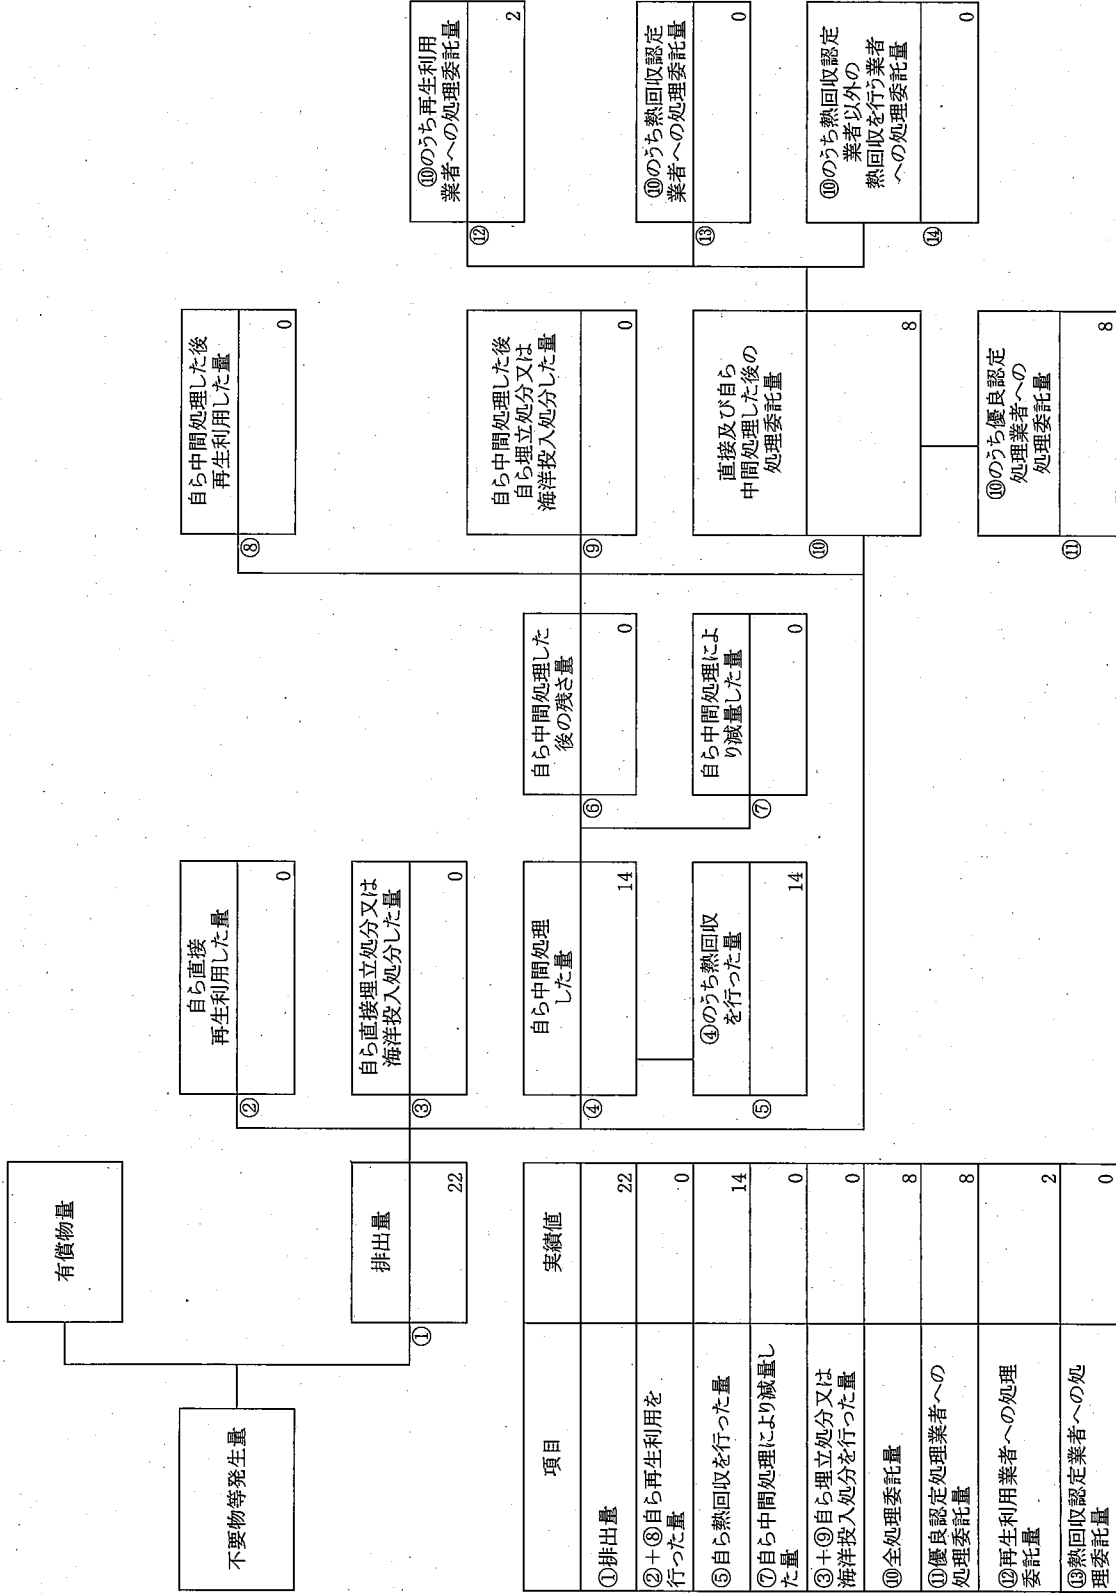 不要物等発生量
有償物量
①
排出量
22
②
自ら直接
再生利用した量
0
③
自ら直接埋立処分又は
海洋投入処分した量
0
④
自ら中間処理
した量
14
⑤
④のうち熱回収
を行った量
14
⑥
自ら中間処理した
後の残さ量
0
⑦
自ら中間処理によ
り減量した量
0
⑧
自ら中間処理した後
再生利用した量
0
⑨
自ら中間処理した後
自ら埋立処分又は
海洋投入処分した量
0
⑩
直接及び自ら
中間処理した後の
処理委託量
8
⑪
⑩のうち優良認定
処理業者への
処理委託量
8
⑫
⑩のうち再生利用
業者への処理委託量
2
⑬
⑩のうち熱回収認定
業者への処理委託量
0
⑭
⑩のうち熱回収認定
業者以外の
熱回収を行う業者
への処理委託量
0
項目 実績値
①排出量 22
②+⑧自ら再生利用を
行った量 0
⑤自ら熱回収を行った量 14
⑦自ら中間処理により減量し
た量 0
③+⑨自ら埋立処分又は
海洋投入処分を行った量 0
⑩全処理委託量 8
⑪優良認定処理業者への
処理委託量 8
⑫再生利用業者への処理
委託量 2
⑬熱回収認定業者への処
理委託量 0